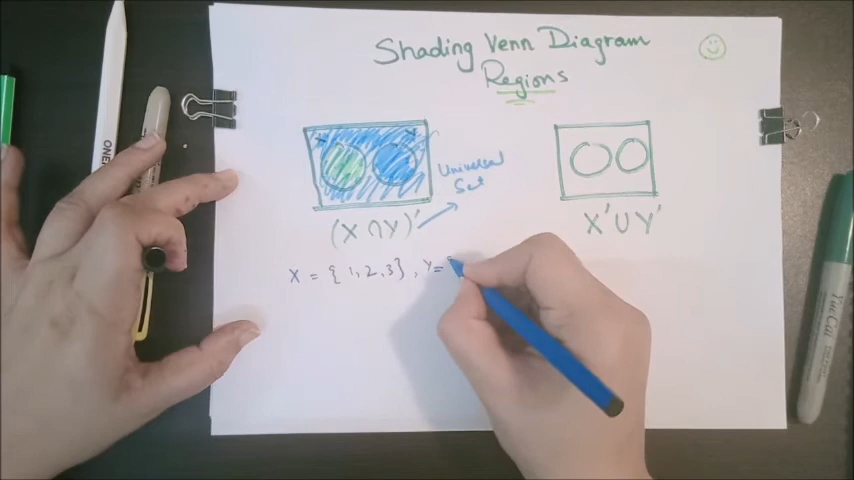 Shading Venn Diagram
Regions
X Y
Universal
Set
(X ∩ Y)'
X' ∪ Y'
X = {1, 2, 3}, Y = {